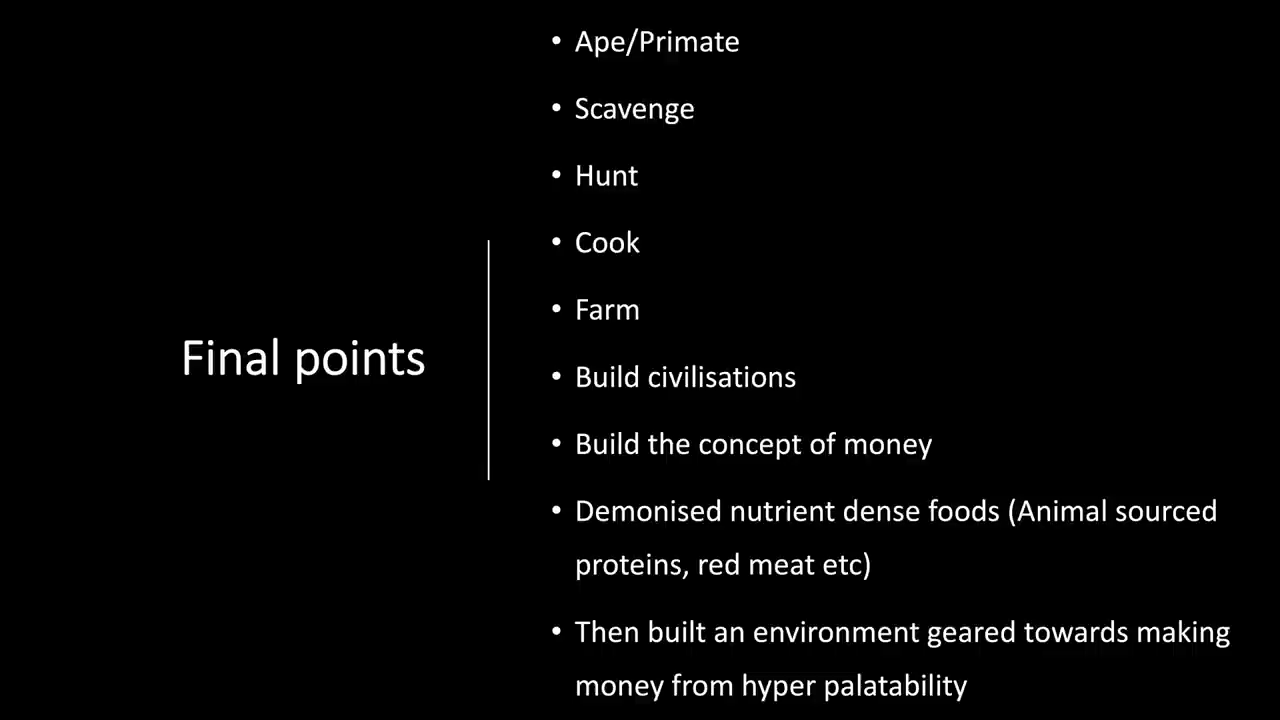 Final points
• Ape/Primate
• Scavenge
• Hunt
• Cook
• Farm
• Build civilisations
• Build the concept of money
• Demonised nutrient dense foods (Animal sourced
proteins, red meat etc)
• Then built an environment geared towards making
money from hyper palatability